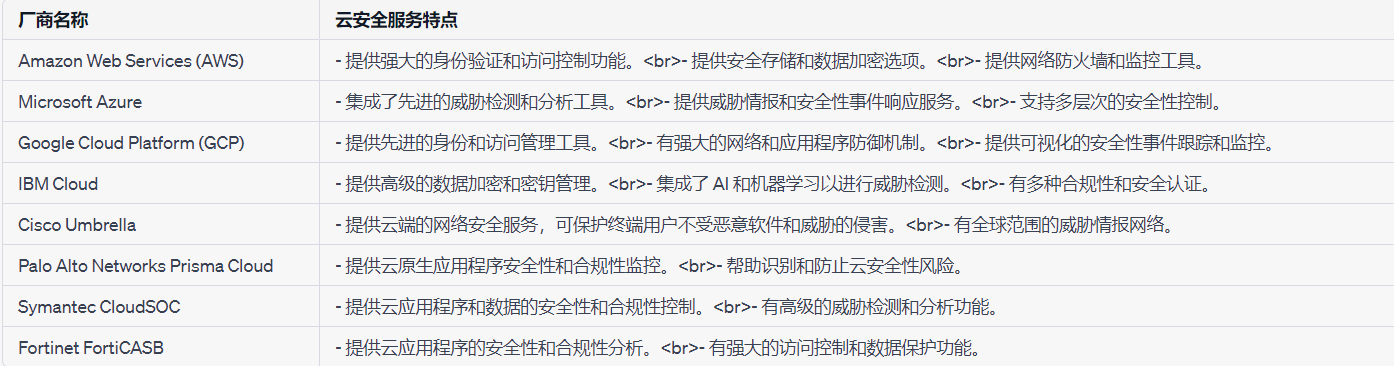 厂商名称 云安全服务特点
Amazon Web Services (AWS) - 提供强大的身份验证和访问控制功能。<br>- 提供安全存储和数据加密选项。<br>- 提供网络防火墙和监控工具。
Microsoft Azure - 集成了先进的威胁检测和分析工具。<br>- 提供威胁情报和安全性事件响应服务。<br>- 支持多层次的安全性控制。
Google Cloud Platform (GCP) - 提供先进的身份和访问管理工具。<br>- 有强大的网络和应用程序防御机制。<br>- 提供可视化的安全性事件跟踪和监控。
IBM Cloud - 提供高级的数据加密和密钥管理。<br>- 集成了 AI 和机器学习以进行威胁检测。<br>- 有多种合规性和安全认证。
Cisco Umbrella - 提供云端的网络安全服务，可保护终端用户不受恶意软件和威胁的侵害。<br>- 有全球范围的威胁情报网络。
Palo Alto Networks Prisma Cloud - 提供云原生应用程序安全性和合规性监控。<br>- 帮助识别和防止云安全性风险。
Symantec CloudSOC - 提供云应用程序和数据的安全性和合规性控制。<br>- 有高级的威胁检测和分析功能。
Fortinet FortiCASB - 提供云应用程序的安全性和合规性分析。<br>- 有强大的访问控制和数据保护功能。